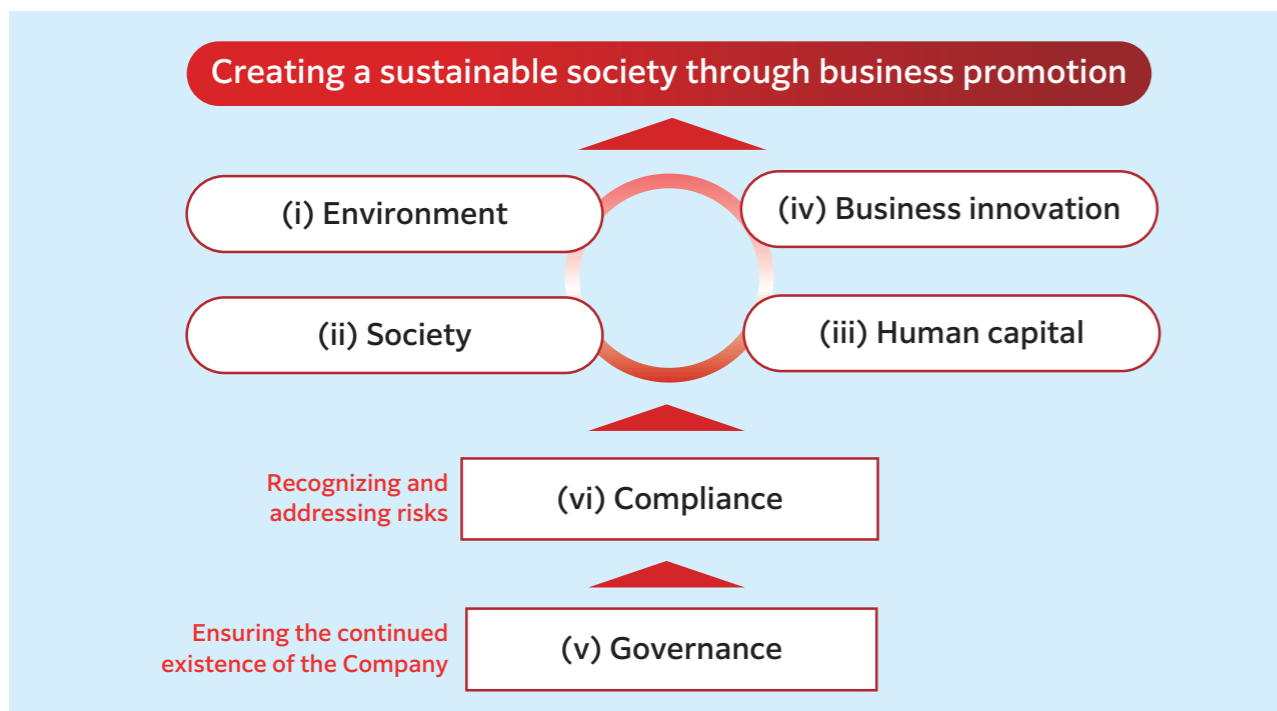 Creating a sustainable society through business promotion
(i) Environment
(iv) Business innovation
(ii) Society
(iii) Human capital
Recognizing and
addressing risks
(vi) Compliance
Ensuring the continued
existence of the Company
(v) Governance